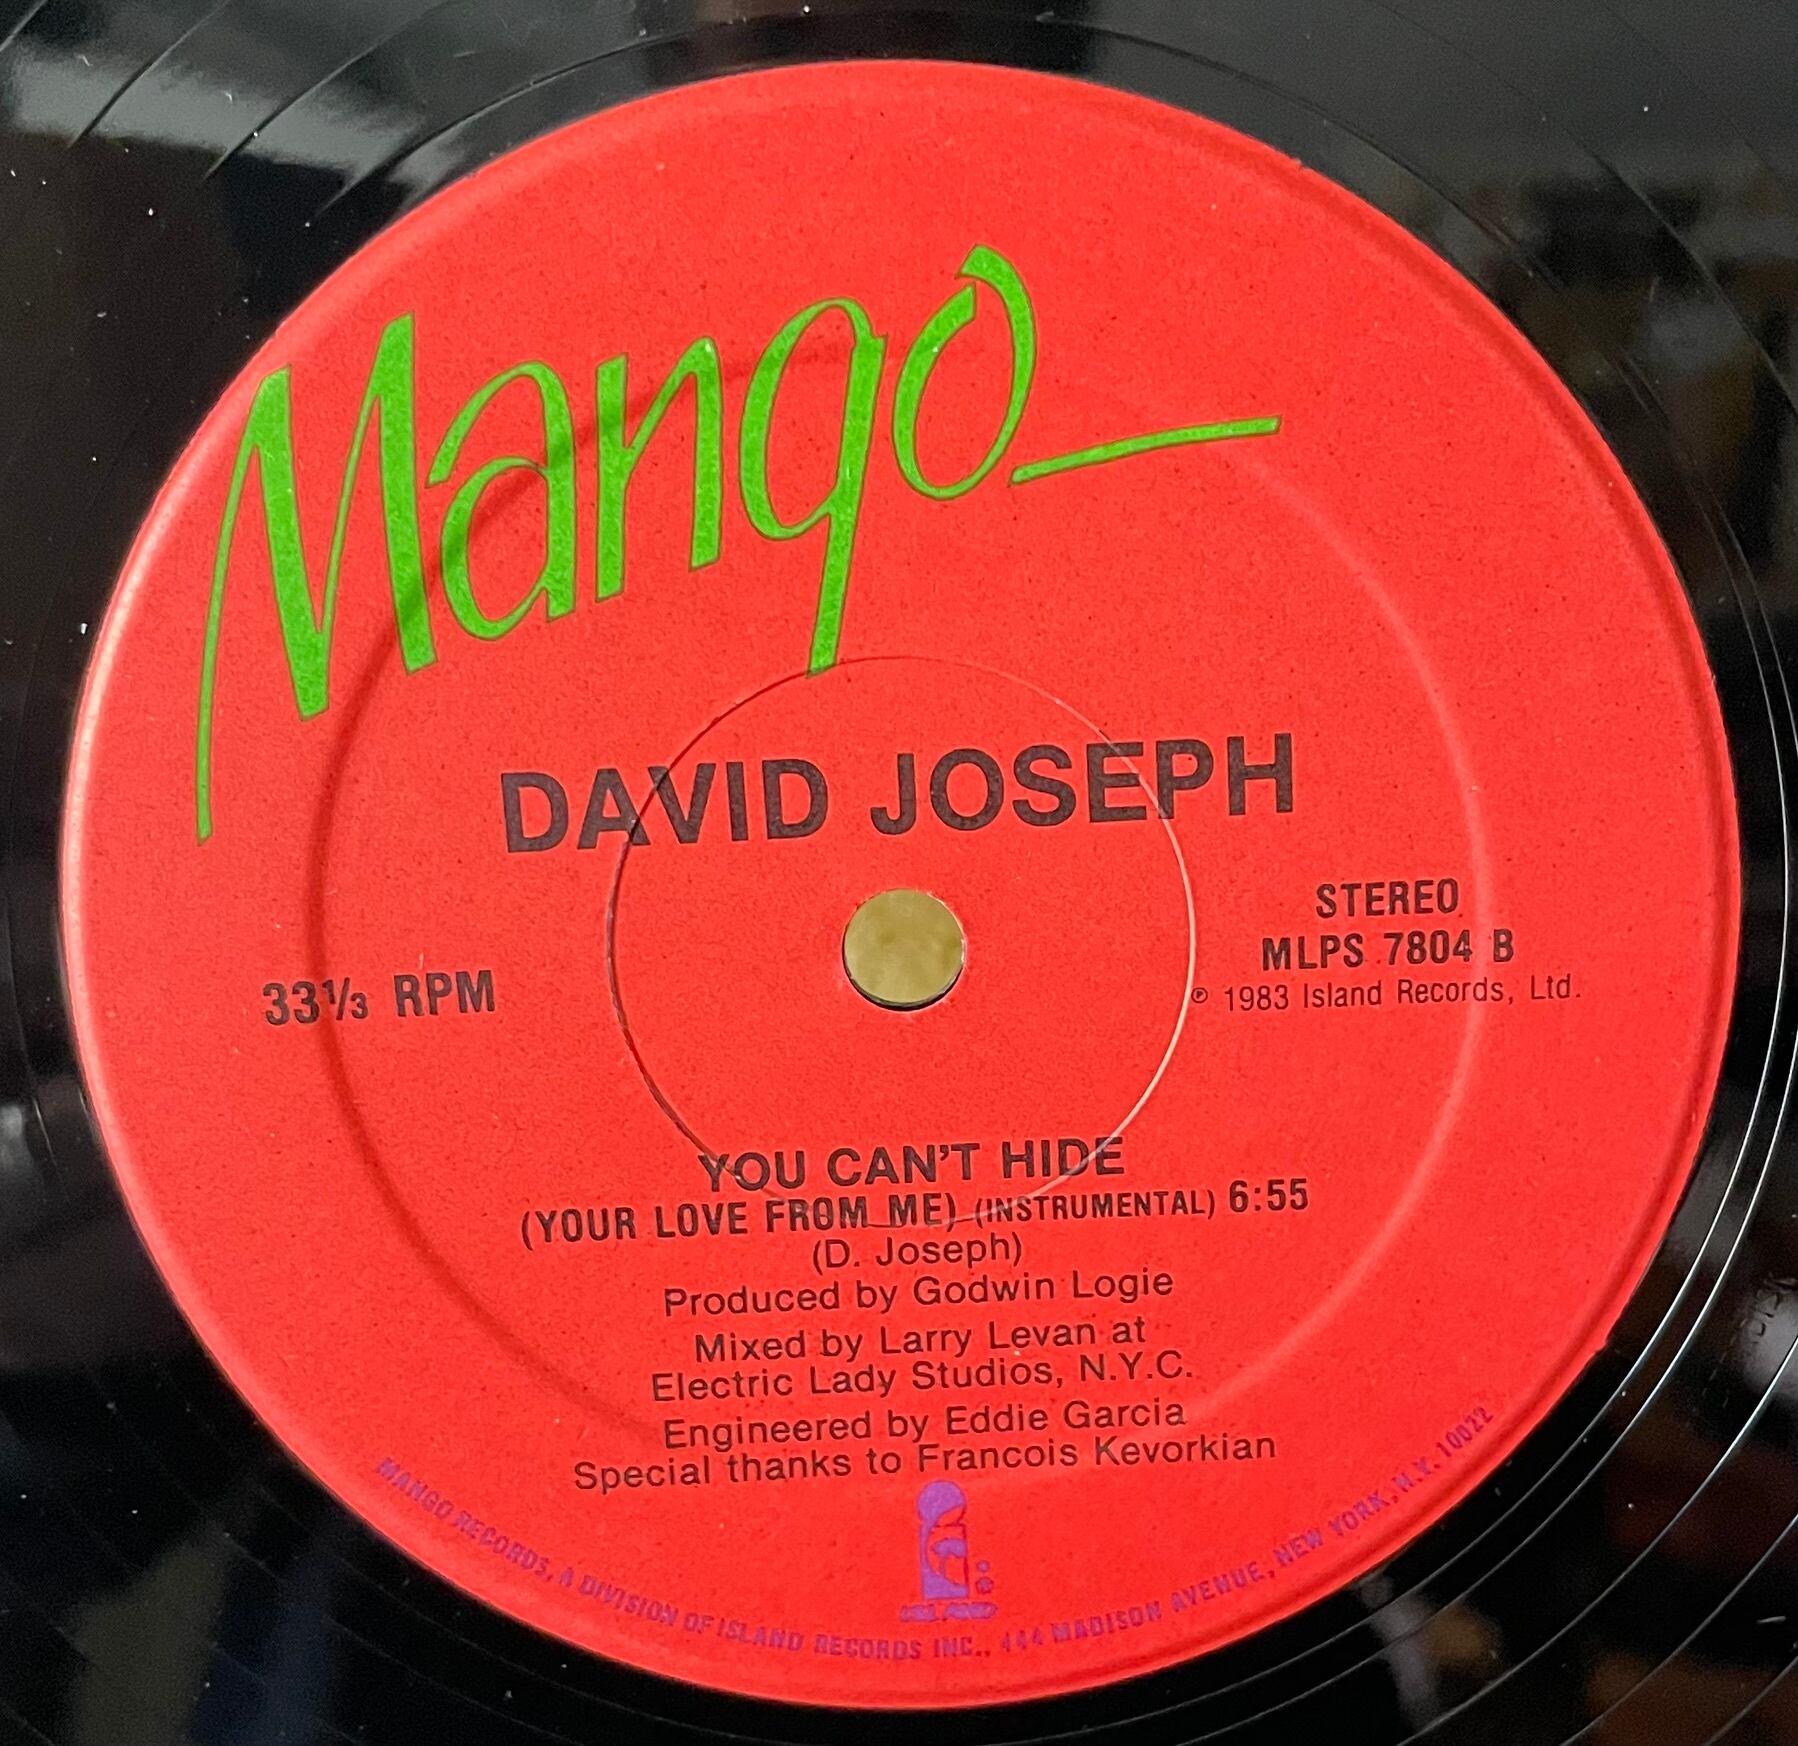 Mango
DAVID JOSEPH
STEREO
MLPS 7804 B
℗ 1983 Island Records, Ltd.
33⅓ RPM
YOU CAN'T HIDE
(YOUR LOVE FROM ME) (INSTRUMENTAL) 6:55
(D. Joseph)
Produced by Godwin Logie
Mixed by Larry Levan at
Electric Lady Studios, N.Y.C.
Engineered by Eddie Garcia
Special thanks to Francois Kevorkian
ISLAND
MANGO RECORDS, A DIVISION OF ISLAND RECORDS INC., 444 MADISON AVENUE, NEW YORK, N.Y. 10022